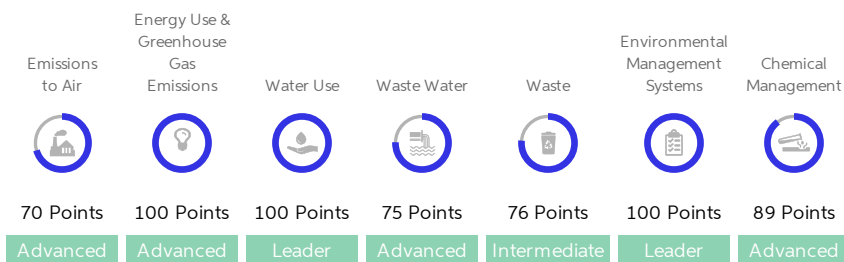 Emissions
to Air
Energy Use &
Greenhouse
Gas
Emissions
Water Use
Waste Water
Waste
Environmental
Management
Systems
Chemical
Management
70 Points
100 Points
100 Points
75 Points
76 Points
100 Points
89 Points
Advanced
Advanced
Leader
Advanced
Intermediate
Leader
Advanced